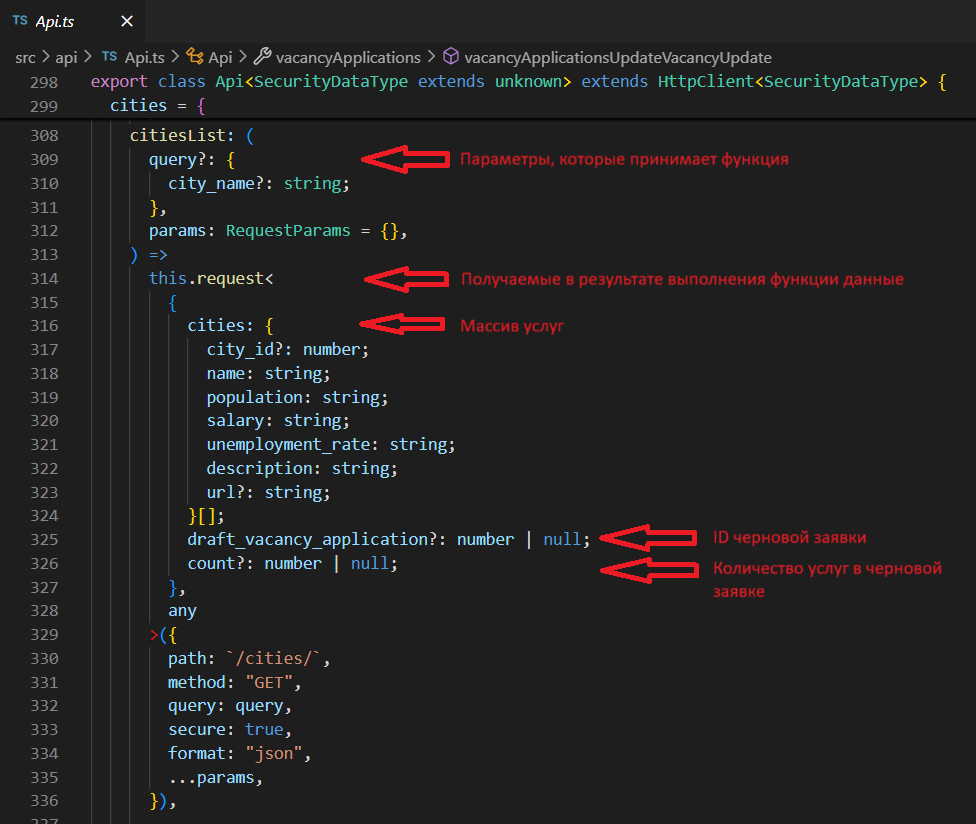 TS Api.ts ×
src > api > TS Api.ts > Api > vacancyApplications > vacancyApplicationsUpdateVacancyUpdate
298 export class Api<SecurityDataType extends unknown> extends HttpClient<SecurityDataType> {
299 cities = {
308 citiesList: (
309 query?: { Параметры, которые принимает функция
310 city_name?: string;
311 },
312 params: RequestParams = {},
313 ) =>
314 this.request< Получаемые в результате выполнения функции данные
315 {
316 cities: { Массив услуг
317 city_id?: number;
318 name: string;
319 population: string;
320 salary: string;
321 unemployment_rate: string;
322 description: string;
323 url?: string;
324 }[];
325 draft_vacancy_application?: number | null; ID черновой заявки
326 count?: number | null; Количество услуг в черновой
заявке
327 },
328 any
329 >({
330 path: `/cities/`,
331 method: "GET",
332 query: query,
333 secure: true,
334 format: "json",
335 ...params,
336 }),
337